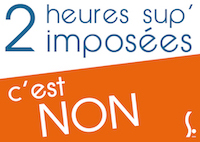 2 heures sup'
imposées
c'est
NON
S.